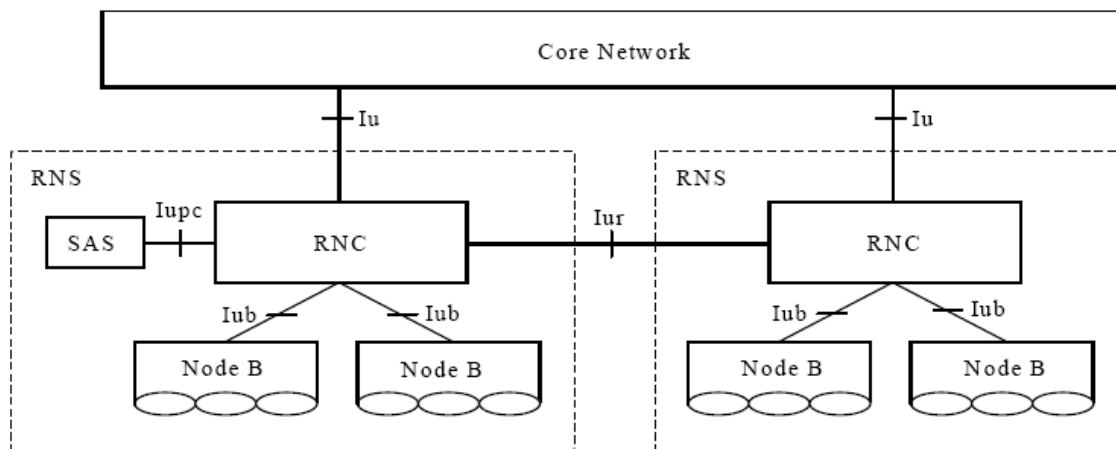 Core Network
Iu
Iu
RNS
RNS
Iupc
SAS
RNC
Iur
RNC
Iub
Iub
Iub
Iub
Node B
Node B
Node B
Node B